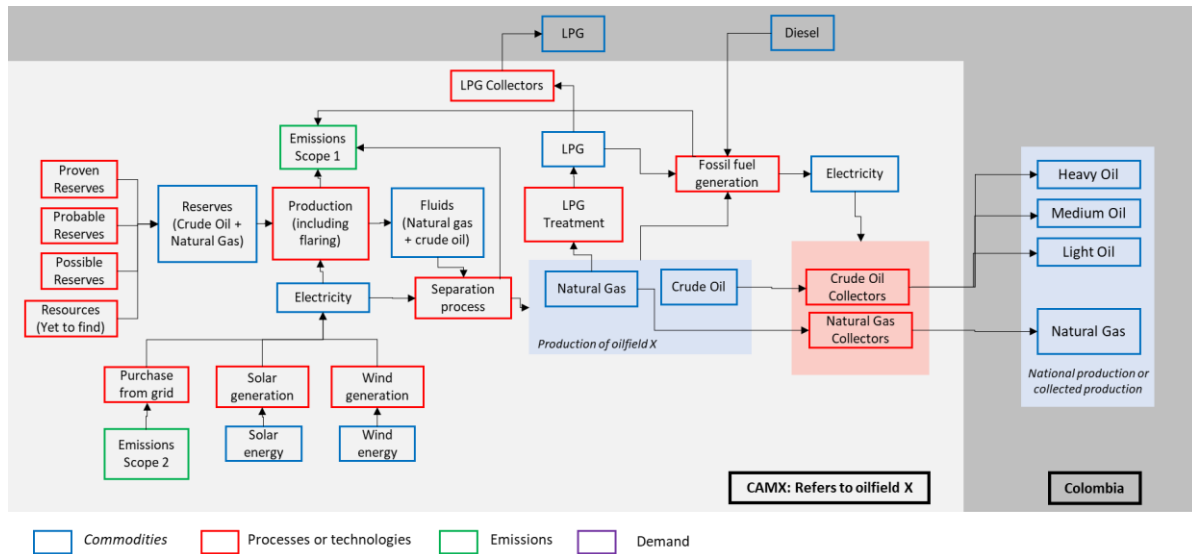 LPG
Diesel
LPG Collectors
Emissions
Scope 1
LPG
Fossil fuel
generation
Electricity
Proven
Reserves
Probable
Reserves
Possible
Reserves
Resources
(Yet to find)
Reserves
(Crude Oil +
Natural Gas)
Production
(including
flaring)
Fluids
(Natural gas
+ crude oil)
LPG
Treatment
Electricity
Separation
process
Natural Gas
Crude Oil
Production of oilfield X
Crude Oil
Collectors
Natural Gas
Collectors
Heavy Oil
Medium Oil
Light Oil
Natural Gas
National production or
collected production
Purchase
from grid
Solar
generation
Wind
generation
Emissions
Scope 2
Solar
energy
Wind
energy
CAMX: Refers to oilfield X
Colombia
Commodities
Processes or technologies
Emissions
Demand